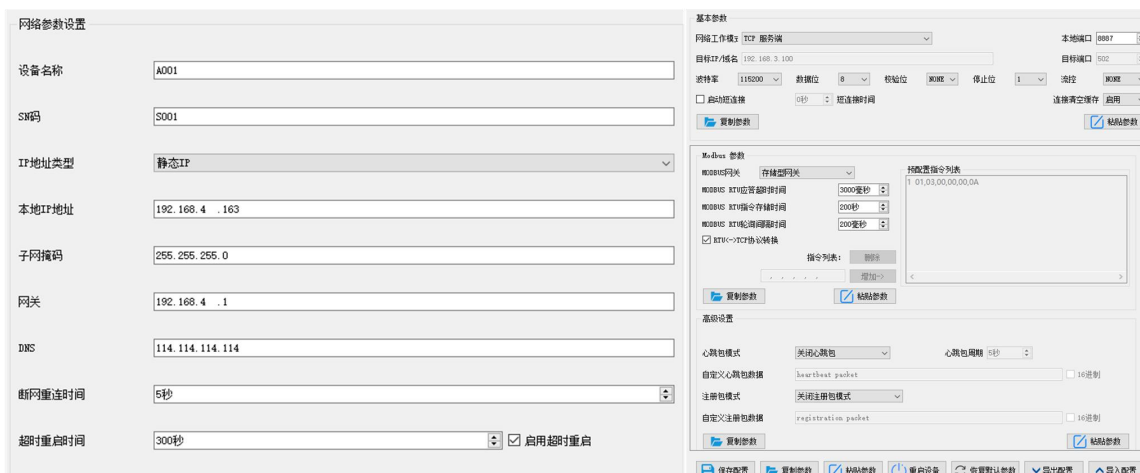 网络参数设置
设备名称 A001
SN码 S001
IP地址类型 静态IP
本地IP地址 192.168.4 .163
子网掩码 255.255.255.0
网关 192.168.4 .1
DNS 114.114.114.114
断网重连时间 5秒
超时重启时间 300秒 启用超时重启
基本参数
网络工作模式 TCP 服务端 本地端口 8887
目标IP/域名 192.168.3.100 目标端口 502
波特率 115200 数据位 8 校验位 NONE 停止位 1 流控 NONE
启动短连接 0秒 短连接时间 连接清空缓存 启用
复制参数 粘贴参数
Modbus 参数
MODBUS网关 存储型网关
MODBUS RTU应答超时时间 3000毫秒
MODBUS RTU指令存储时间 200秒
MODBUS RTU轮询间隔时间 200毫秒
RTU<->TCP协议转换
指令列表: 删除
. . . . . 增加->
预配置指令列表
1 01,03,00,00,00,0A
复制参数 粘贴参数
高级设置
心跳包模式 关闭心跳包 心跳包周期 5秒
自定义心跳包数据 heartbeat packet 16进制
注册包模式 关闭注册包模式
自定义注册包数据 registration packet 16进制
复制参数 粘贴参数
保存配置 复制参数 粘贴参数 重启设备 恢复默认参数 导出配置 导入配置